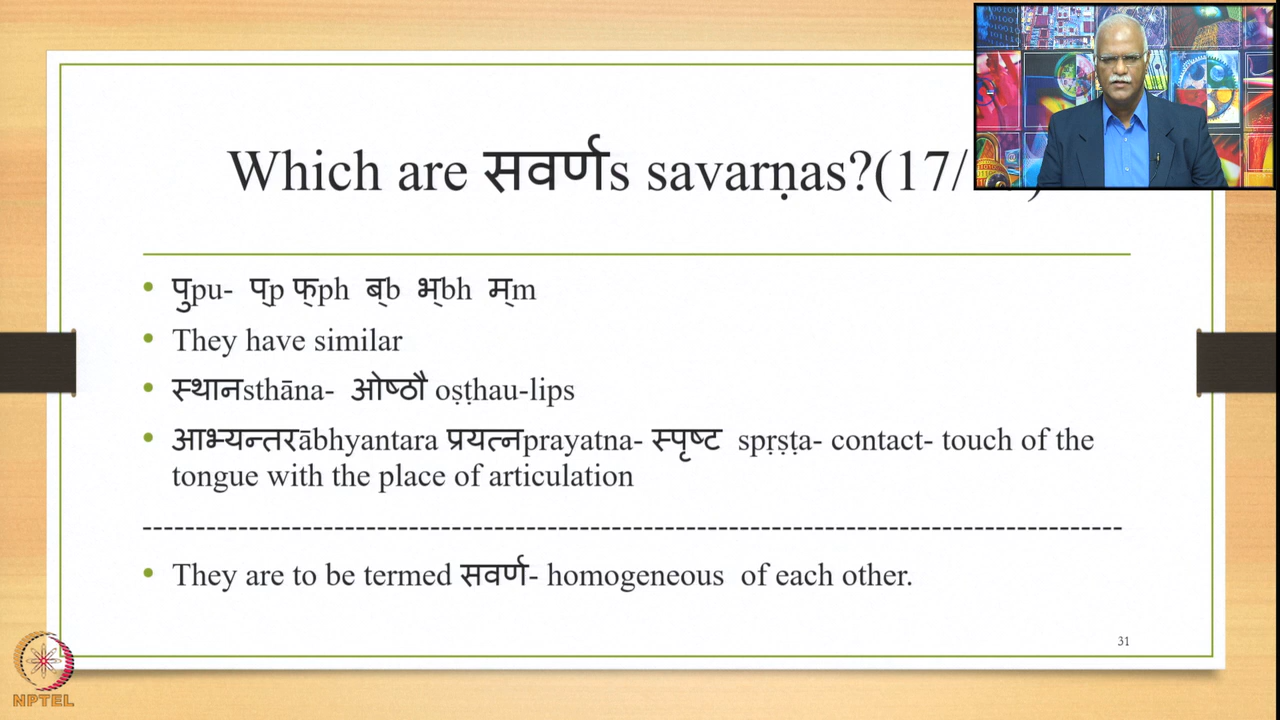 Which are सवर्णs savarṇas?(17/
• पुpu- प्p फ्ph ब्b भ्bh म्m
• They have similar
• स्थानsthāna- ओष्ठौ oṣṭhau-lips
• आभ्यन्तरābhyantara प्रयत्नprayatna- स्पृष्ट spṛṣṭa- contact- touch of the
tongue with the place of articulation
--------------------------------------------------------------------------------------------
• They are to be termed सवर्ण- homogeneous of each other.
31
NPTEL